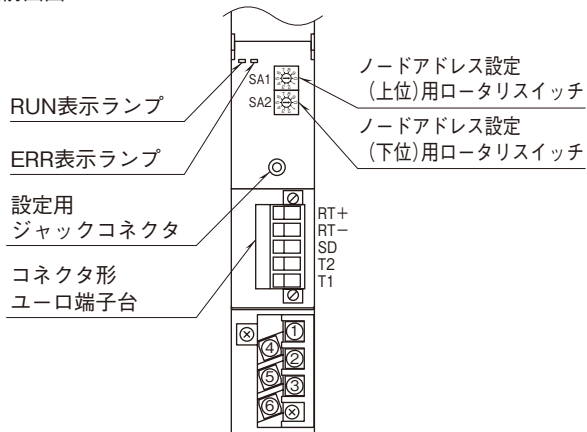 RUN表示ランプ
ERR表示ランプ
設定用
ジャックコネクタ
コネクタ形
ユーロ端子台
SA1
SA2
ノードアドレス設定
(上位)用ロータリスイッチ
ノードアドレス設定
(下位)用ロータリスイッチ
RT+
RT−
SD
T2
T1
①
④
②
⑤
③
⑥